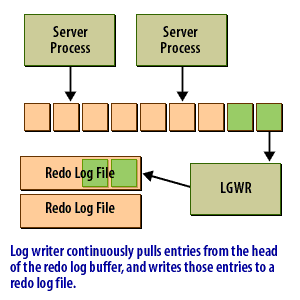 Server
Process
Server
Process
Redo Log File
LGWR
Redo Log File
Log writer continuously pulls entries from the head
of the redo log buffer, and writes those entries to a
redo log file.